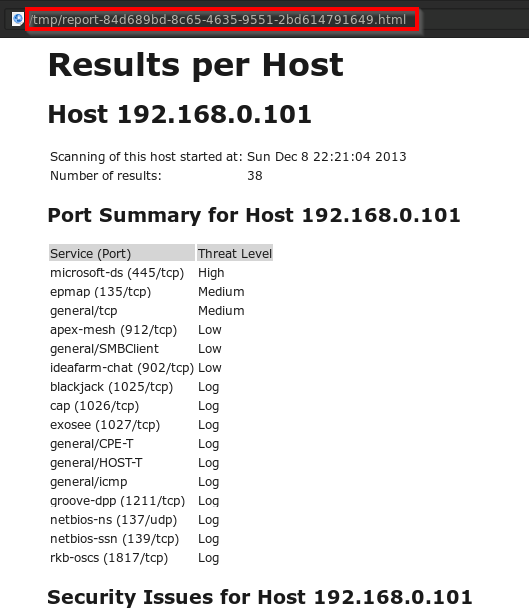 /tmp/report-84d689bd-8c65-4635-9551-2bd614791649.html
Results per Host
Host 192.168.0.101
Scanning of this host started at: Sun Dec 8 22:21:04 2013
Number of results: 38
Port Summary for Host 192.168.0.101
Service (Port) Threat Level
microsoft-ds (445/tcp) High
epmap (135/tcp) Medium
general/tcp Medium
apex-mesh (912/tcp) Low
general/SMBClient Low
ideafarm-chat (902/tcp) Low
blackjack (1025/tcp) Log
cap (1026/tcp) Log
exosee (1027/tcp) Log
general/CPE-T Log
general/HOST-T Log
general/icmp Log
groove-dpp (1211/tcp) Log
netbios-ns (137/udp) Log
netbios-ssn (139/tcp) Log
rkb-oscs (1817/tcp) Log
Security Issues for Host 192.168.0.101